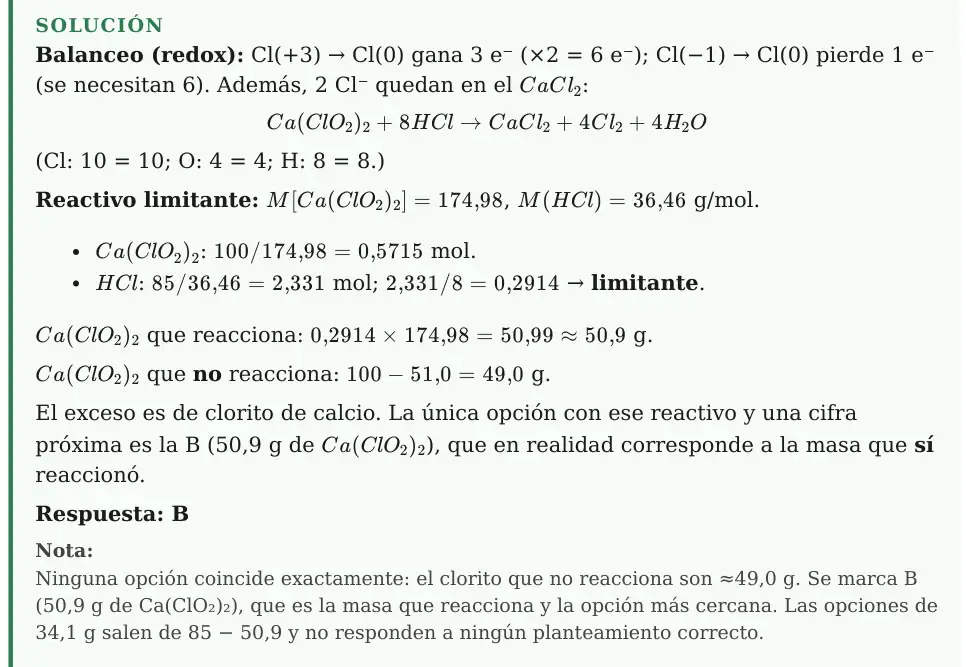 SOLUCIÓN
Balanceo (redox): Cl(+3) → Cl(0) gana 3 e⁻ (×2 = 6 e⁻); Cl(−1) → Cl(0) pierde 1 e⁻
(se necesitan 6). Además, 2 Cl⁻ quedan en el CaCl₂:
Ca(ClO₂)₂ + 8HCl → CaCl₂ + 4Cl₂ + 4H₂O
(Cl: 10 = 10; O: 4 = 4; H: 8 = 8.)
Reactivo limitante: M[Ca(ClO₂)₂] = 174,98, M(HCl) = 36,46 g/mol.
• Ca(ClO₂)₂: 100/174,98 = 0,5715 mol.
• HCl: 85/36,46 = 2,331 mol; 2,331/8 = 0,2914 → limitante.
Ca(ClO₂)₂ que reacciona: 0,2914 × 174,98 = 50,99 ≈ 50,9 g.
Ca(ClO₂)₂ que no reacciona: 100 − 51,0 = 49,0 g.
El exceso es de clorito de calcio. La única opción con ese reactivo y una cifra
próxima es la B (50,9 g de Ca(ClO₂)₂), que en realidad corresponde a la masa que sí
reaccionó.
Respuesta: B
Nota:
Ninguna opción coincide exactamente: el clorito que no reacciona son ≈49,0 g. Se marca B
(50,9 g de Ca(ClO₂)₂), que es la masa que reacciona y la opción más cercana. Las opciones de
34,1 g salen de 85 − 50,9 y no responden a ningún planteamiento correcto.